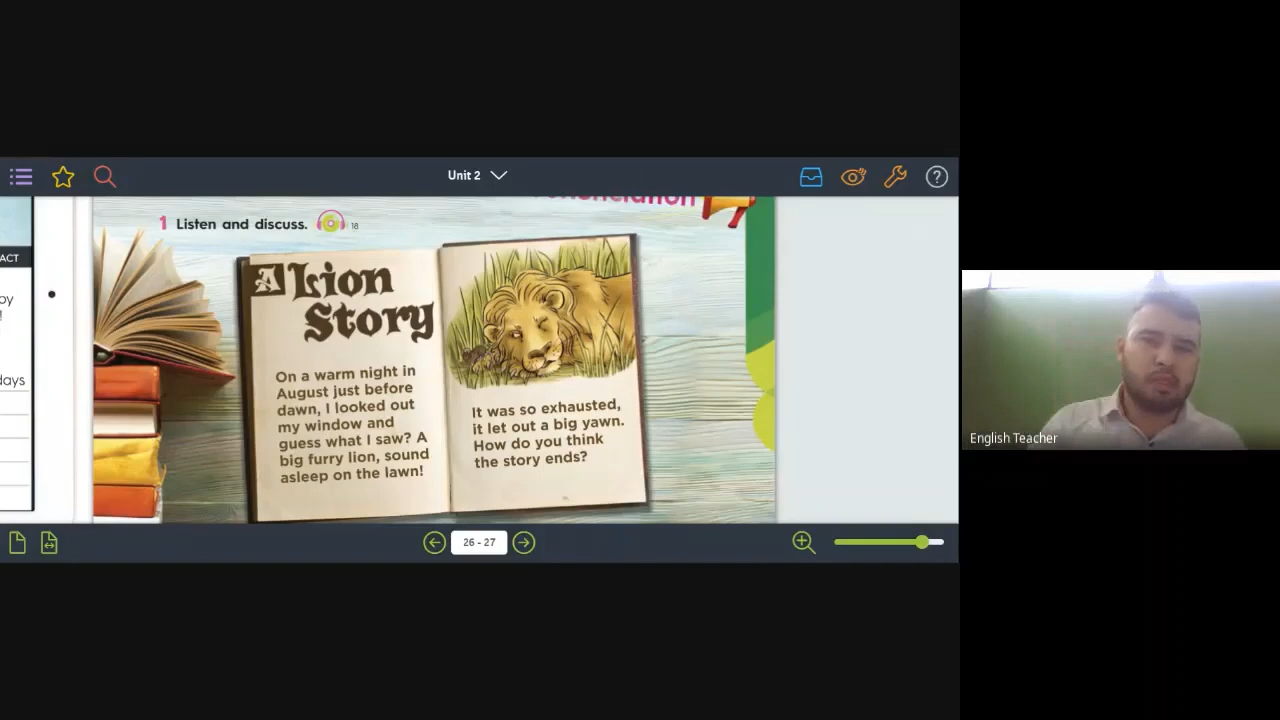 Unit 2
1 Listen and discuss. 18
A Lion
Story
On a warm night in
August just before
dawn, I looked out
my window and
guess what I saw? A
big furry lion, sound
asleep on the lawn!
It was so exhausted,
it let out a big yawn.
How do you think
the story ends?
ACT
days
26 - 27
English Teacher